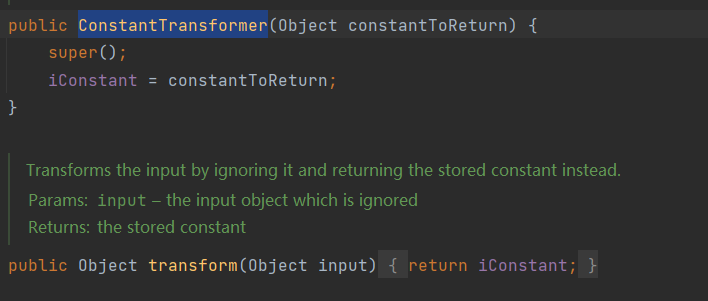 public ConstantTransformer(Object constantToReturn) {
super();
iConstant = constantToReturn;
}
Transforms the input by ignoring it and returning the stored constant instead.
Params: input – the input object which is ignored
Returns: the stored constant
public Object transform(Object input) { return iConstant; }